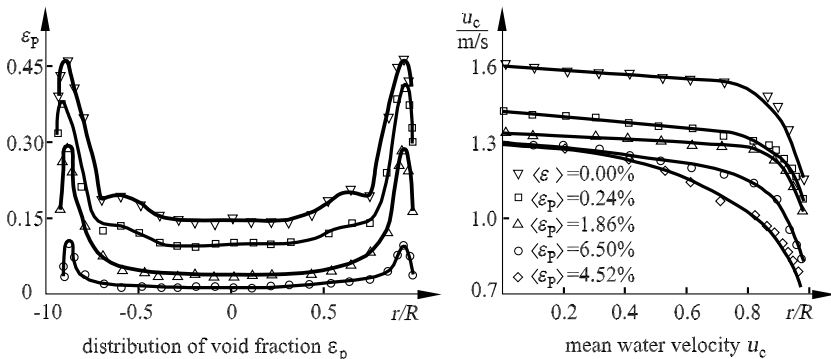 εP
0.45
0.30
0.15
0
-10
-0.5
0
0.5
r/R
distribution of void fraction εp
uc
m/s
1.6
1.3
1.0
0.7
⟨ε ⟩=0.00%
⟨εP⟩=0.24%
⟨εP⟩=1.86%
⟨εP⟩=6.50%
⟨εP⟩=4.52%
0.2
0.4
0.6
0.8
r/R
mean water velocity uc